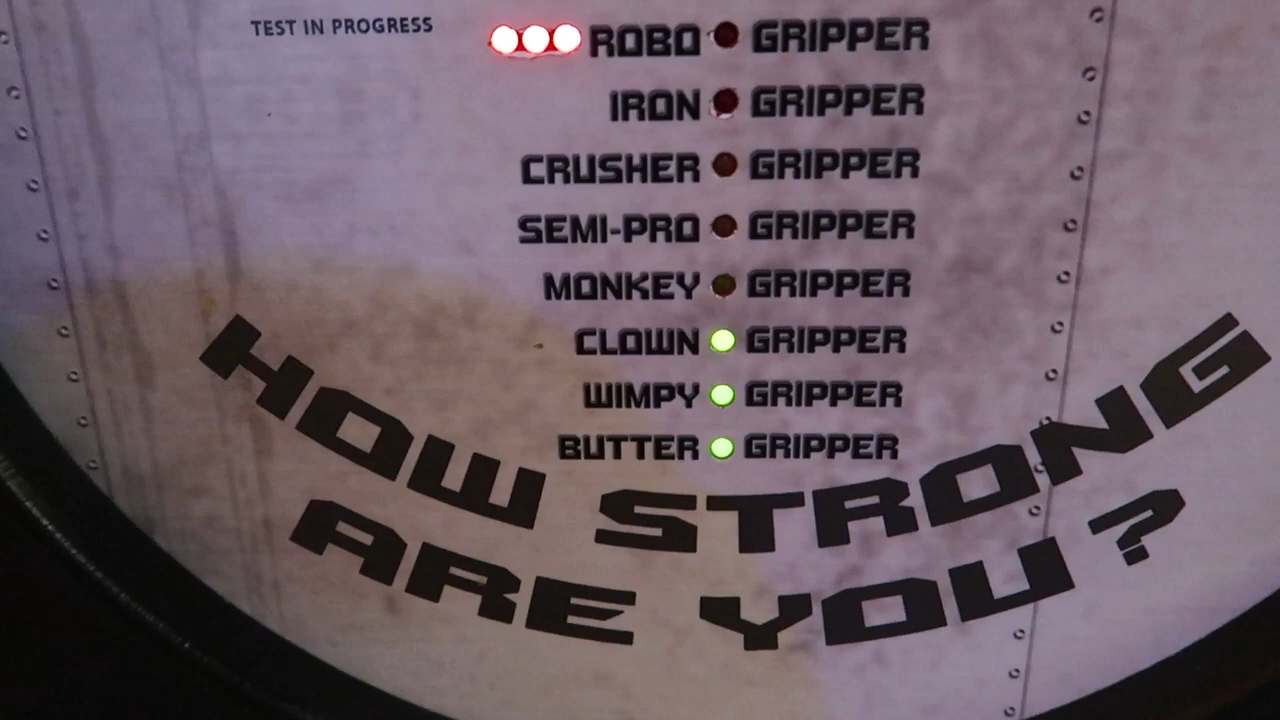 TEST IN PROGRESS
ROBO GRIPPER
IRON GRIPPER
CRUSHER GRIPPER
SEMI-PRO GRIPPER
MONKEY GRIPPER
CLOWN GRIPPER
WIMPY GRIPPER
BUTTER GRIPPER
HOW STRONG
ARE YOU?